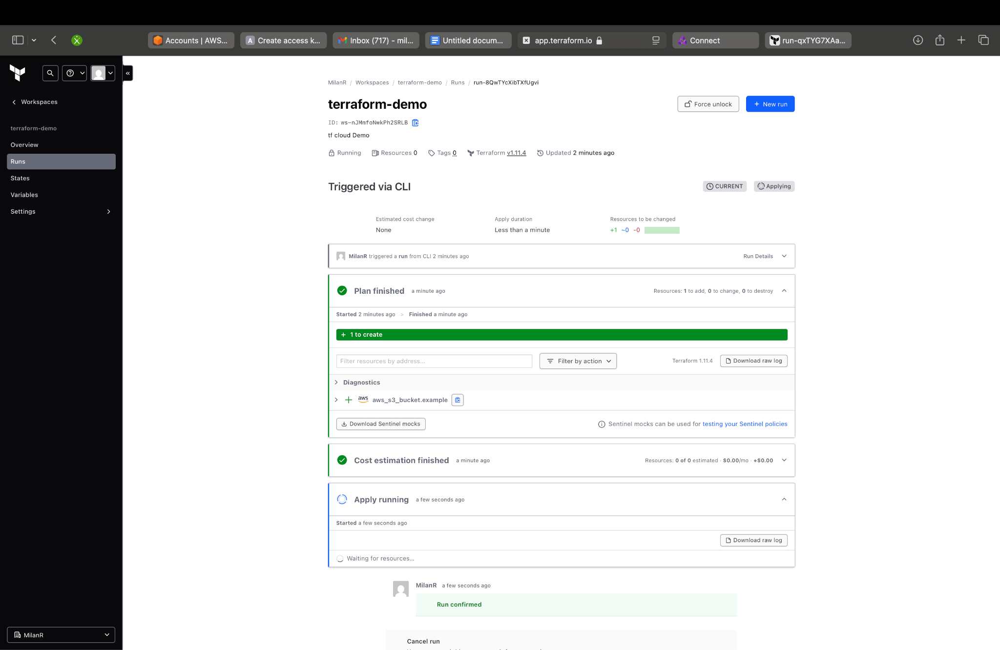 Accounts | AWS...
A Create access k...
Inbox (717) - mil...
Untitled docum...
app.terraform.io
Connect
run-qxTYG7XAa...
Workspaces
terraform-demo
Overview
Runs
States
Variables
Settings
MilanR
MilanR / Workspaces / terraform-demo / Runs / run-8QwTYcXibTXfUgvi
terraform-demo
Force unlock
+ New run
ID: ws-nJMmfoNwkPh2SRLB
tf cloud Demo
Running Resources 0 Tags 0 Terraform v1.11.4 Updated 2 minutes ago
Triggered via CLI
CURRENT
Applying
Estimated cost change
None
Apply duration
Less than a minute
Resources to be changed
+1 ~0 -0
MilanR triggered a run from CLI 2 minutes ago
Run Details
Plan finished a minute ago
Resources: 1 to add, 0 to change, 0 to destroy
Started 2 minutes ago > Finished a minute ago
+ 1 to create
Filter resources by address...
Filter by action
Terraform 1.11.4
Download raw log
Diagnostics
+ aws aws_s3_bucket.example
Download Sentinel mocks
Sentinel mocks can be used for testing your Sentinel policies
Cost estimation finished a minute ago
Resources: 0 of 0 estimated · $0.00/mo · +$0.00
Apply running a few seconds ago
Started a few seconds ago
Download raw log
Waiting for resources...
MilanR a few seconds ago
Run confirmed
Cancel run